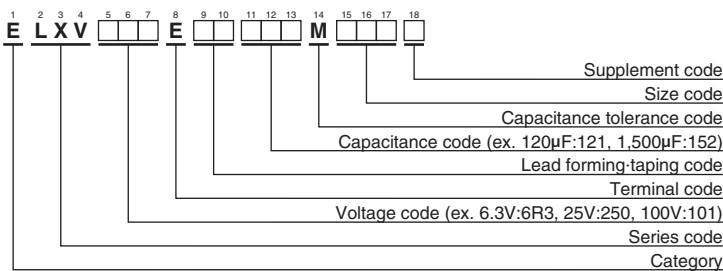 1 2 3 4 5 6 7 8 9 10 11 12 13 14 15 16 17 18
E L X V E M
Supplement code
Size code
Capacitance tolerance code
Capacitance code (ex. 120µF:121, 1,500µF:152)
Lead forming·taping code
Terminal code
Voltage code (ex. 6.3V:6R3, 25V:250, 100V:101)
Series code
Category